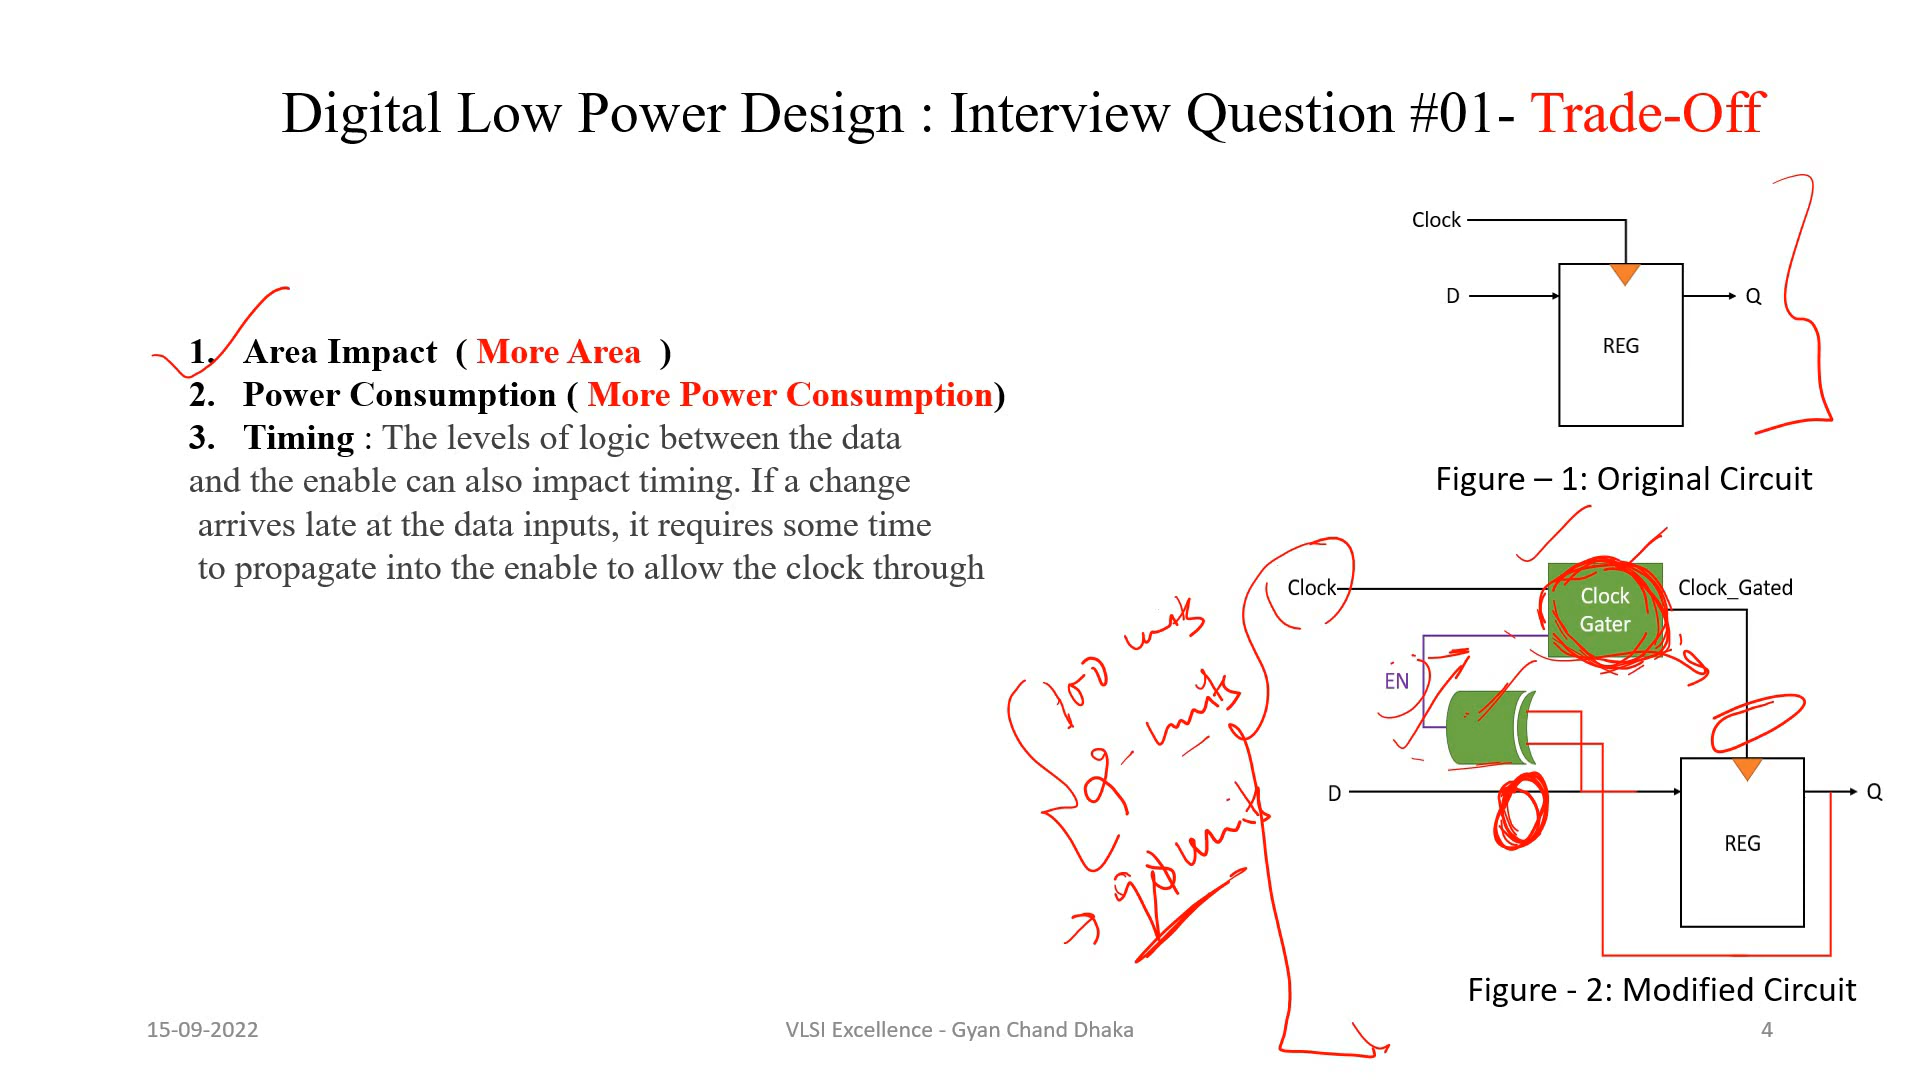 Digital Low Power Design : Interview Question #01- Trade-Off
1. Area Impact ( More Area )
2. Power Consumption ( More Power Consumption)
3. Timing : The levels of logic between the data
and the enable can also impact timing. If a change
arrives late at the data inputs, it requires some time
to propagate into the enable to allow the clock through
Clock
D
Q
REG
Figure – 1: Original Circuit
Clock
Clock Gater
Clock_Gated
EN
D
Q
REG
Figure - 2: Modified Circuit
100 units
2 - units
units
15-09-2022
VLSI Excellence - Gyan Chand Dhaka
4